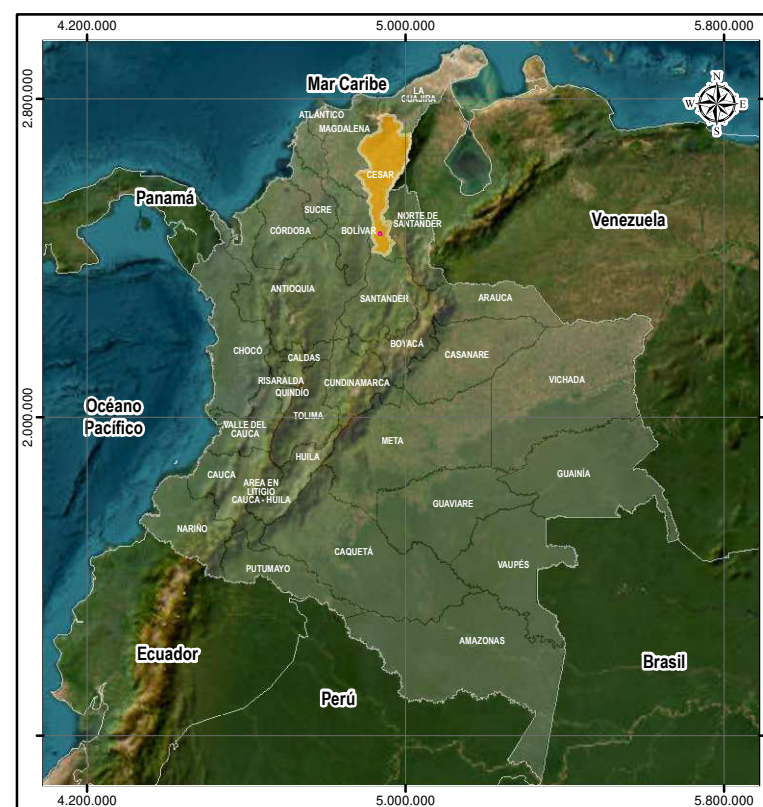 4.200.000
5.000.000
5.800.000
2.800.000
2.000.000
Mar Caribe
N
W
E
S
LA
GUAJIRA
ATLÁNTICO
MAGDALENA
CESAR
Panamá
SUCRE
NORTE DE
SANTANDER
Venezuela
CÓRDOBA
BOLÍVAR
ANTIOQUIA
SANTANDER
ARAUCA
BOYACÁ
CHOCÓ
CALDAS
CASANARE
RISARALDA
CUNDINAMARCA
VICHADA
QUINDÍO
Océano
Pacífico
TOLIMA
VALLE DEL
CAUCA
META
HUILA
CAUCA
AREA EN
LITIGIO
CAUCA - HUILA
GUAINÍA
GUAVIARE
NARIÑO
CAQUETÁ
PUTUMAYO
VAUPÉS
AMAZONAS
Ecuador
Perú
Brasil
4.200.000
5.000.000
5.800.000